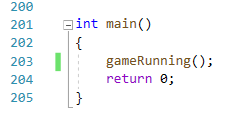 200
201 int main()
202 {
203 gameRunning();
204 return 0;
205 }